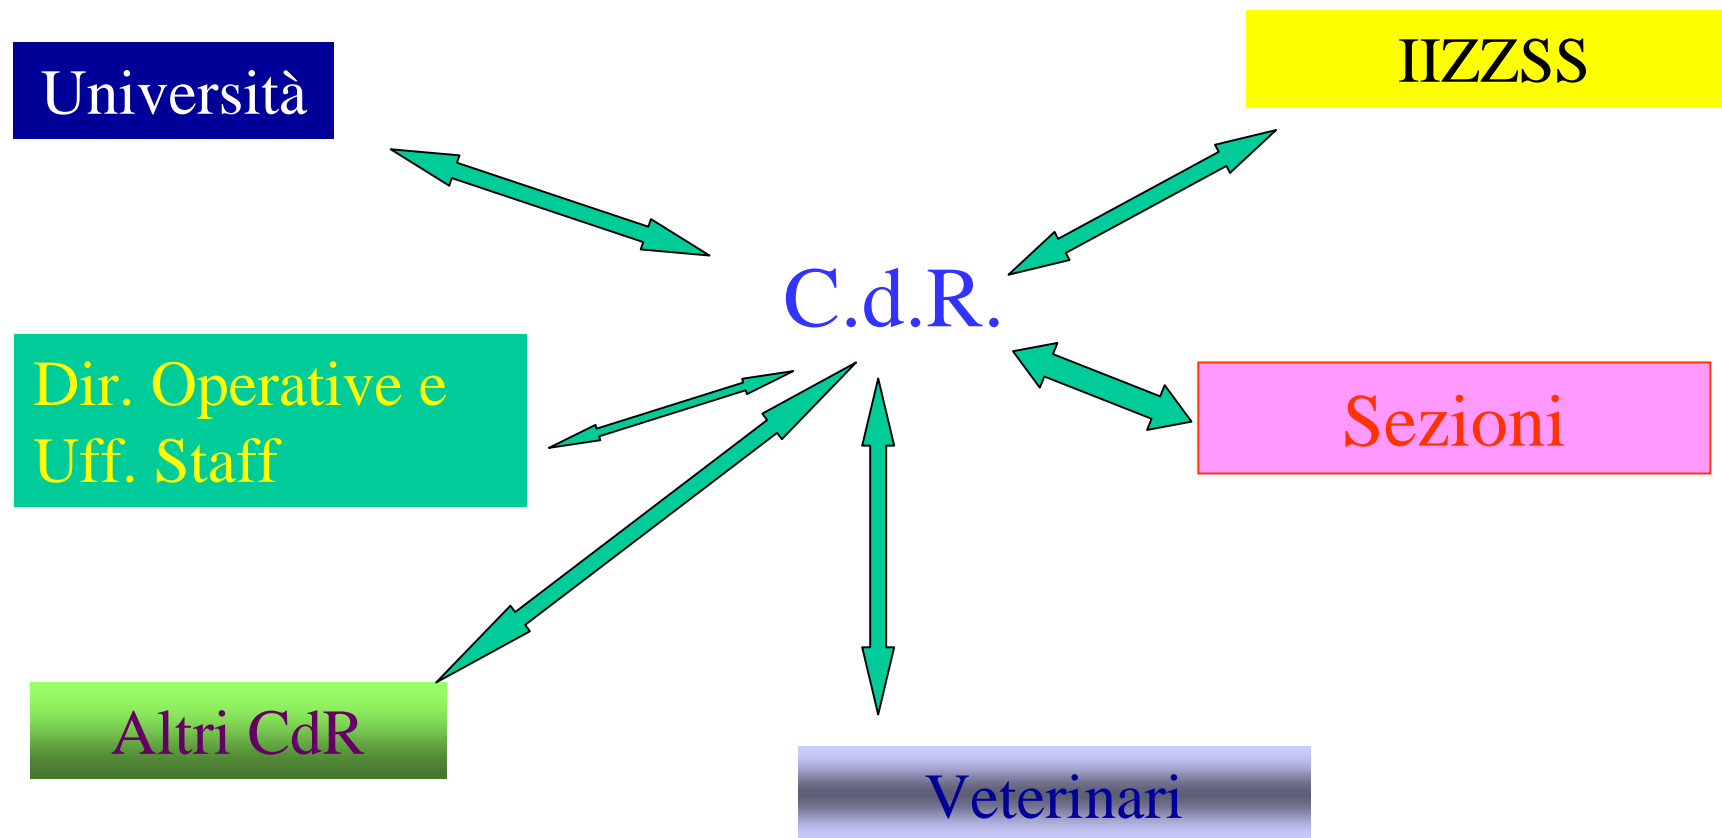 Università
IIZZSS
C.d.R.
Dir. Operative e
Uff. Staff
Sezioni
Altri CdR
Veterinari